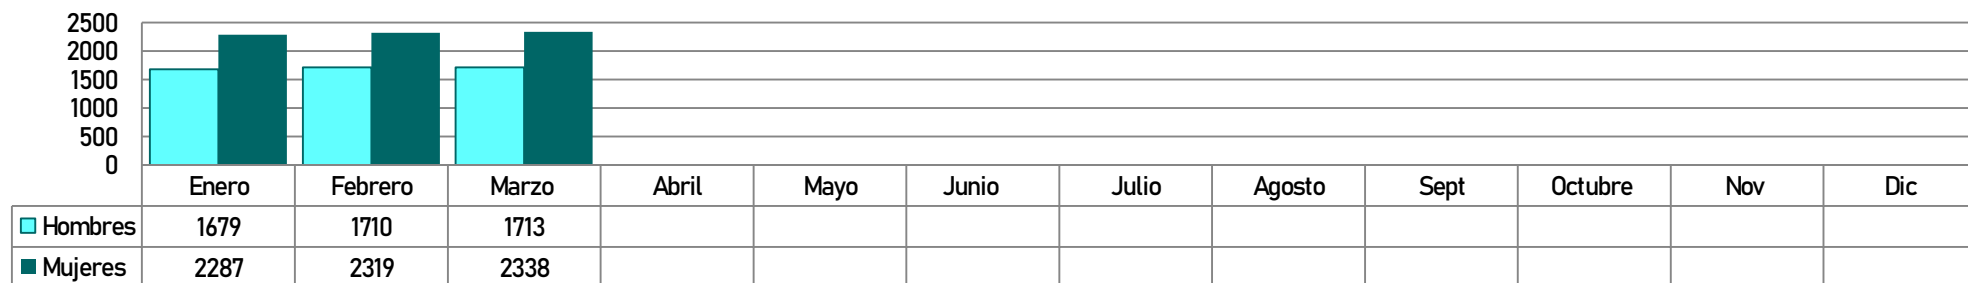 2500
2000
1500
1000
500
0
Enero Febrero Marzo Abril Mayo Junio Julio Agosto Sept Octubre Nov Dic
Hombres 1679 1710 1713
Mujeres 2287 2319 2338